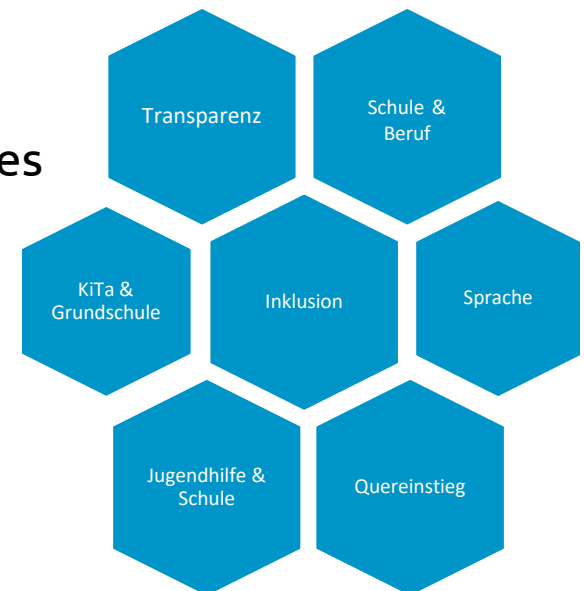 Transparenz
Schule &
Beruf
es
KiTa &
Grundschule
Inklusion
Sprache
Jugendhilfe &
Schule
Quereinstieg